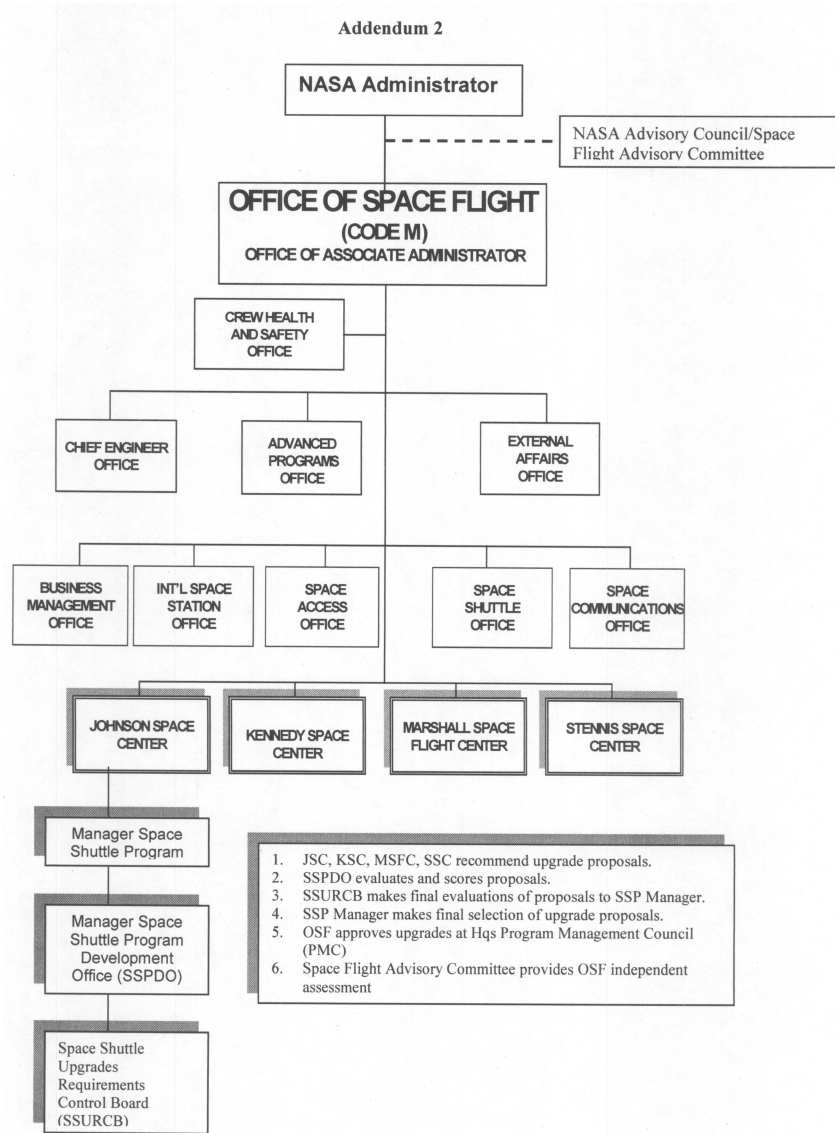 Addendum 2
NASA Administrator
NASA Advisory Council/Space
Flight Advisory Committee
OFFICE OF SPACE FLIGHT
(CODE M)
OFFICE OF ASSOCIATE ADMINISTRATOR
CREW HEALTH
AND SAFETY
OFFICE
CHIEF ENGINEER
OFFICE
ADVANCED
PROGRAMS
OFFICE
EXTERNAL
AFFAIRS
OFFICE
BUSINESS
MANAGEMENT
OFFICE
INT'L SPACE
STATION
OFFICE
SPACE
ACCESS
OFFICE
SPACE
SHUTTLE
OFFICE
SPACE
COMMUNICATIONS
OFFICE
JOHNSON SPACE
CENTER
KENNEDY SPACE
CENTER
MARSHALL SPACE
FLIGHT CENTER
STENNIS SPACE
CENTER
Manager Space
Shuttle Program
Manager Space
Shuttle Program
Development
Office (SSPDO)
Space Shuttle
Upgrades
Requirements
Control Board
(SSURCB)
1. JSC, KSC, MSFC, SSC recommend upgrade proposals.
2. SSPDO evaluates and scores proposals.
3. SSURCB makes final evaluations of proposals to SSP Manager.
4. SSP Manager makes final selection of upgrade proposals.
5. OSF approves upgrades at Hqs Program Management Council
(PMC)
6. Space Flight Advisory Committee provides OSF independent
assessment